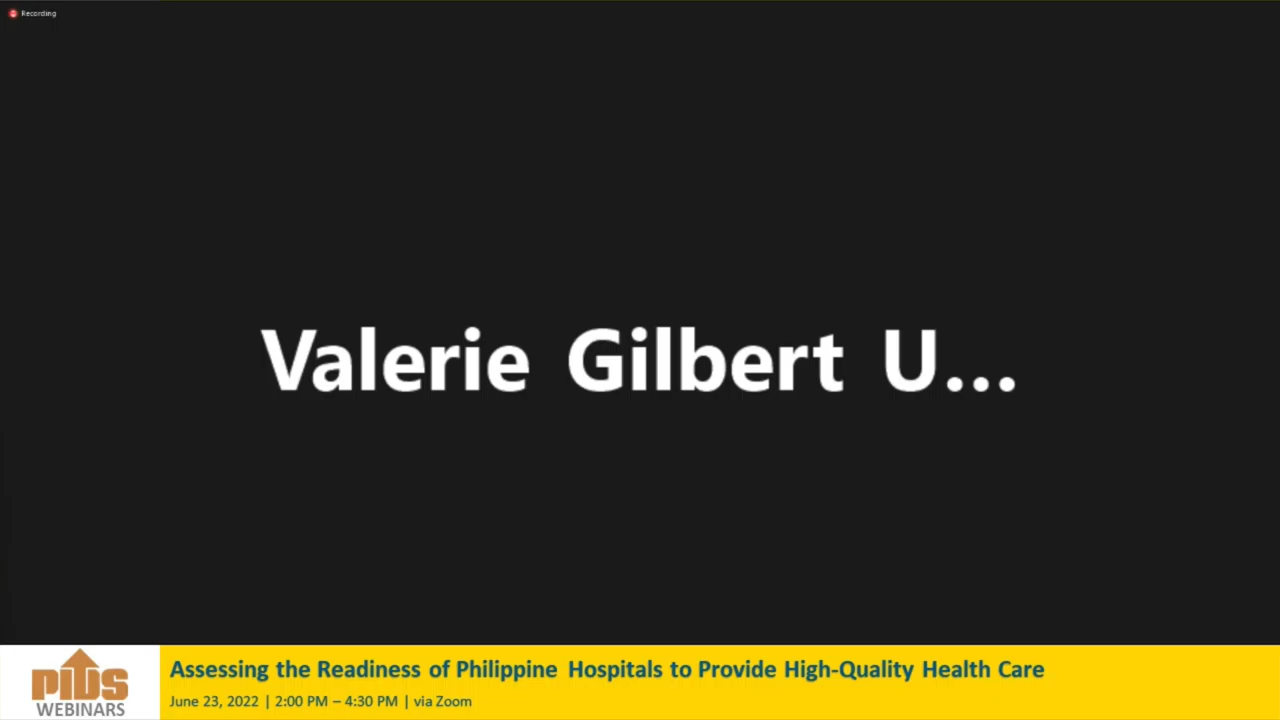 Recording
Valerie Gilbert U...
PIDS
WEBINARS
Assessing the Readiness of Philippine Hospitals to Provide High-Quality Health Care
June 23, 2022 | 2:00 PM – 4:30 PM | via Zoom